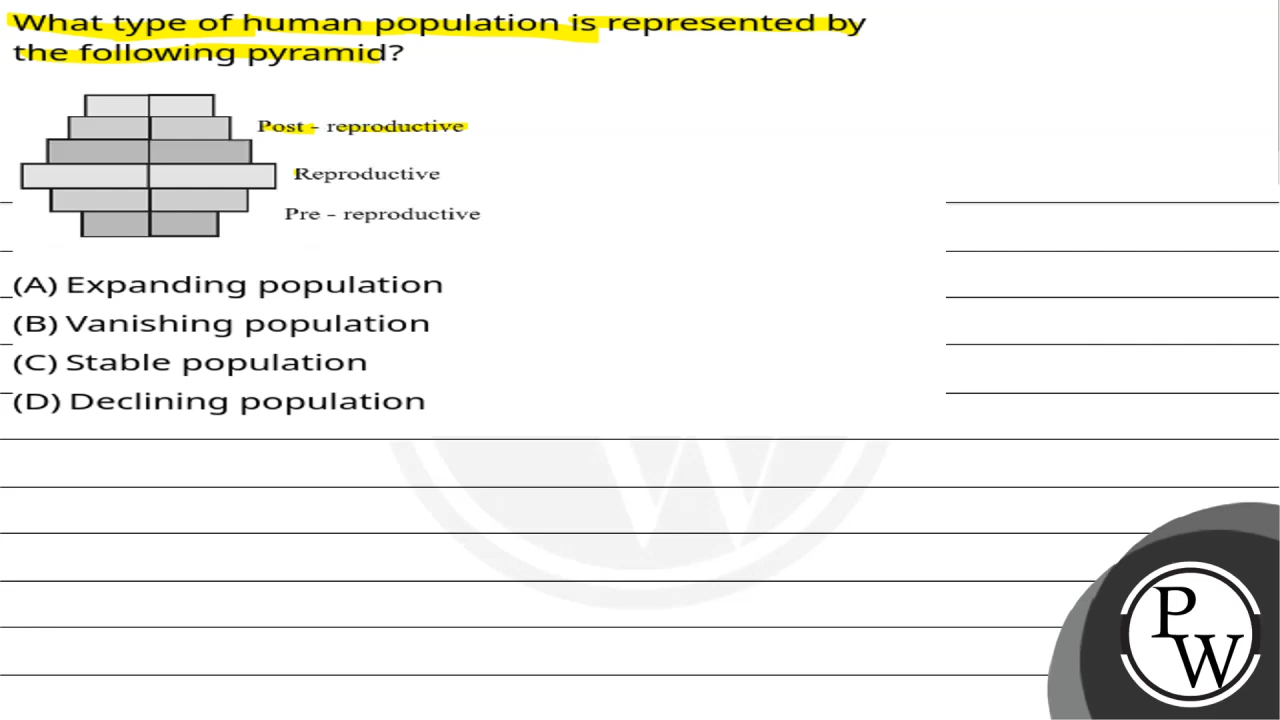 What type of human population is represented by
the following pyramid?
Post - reproductive
Reproductive
Pre - reproductive
(A) Expanding population
(B) Vanishing population
(C) Stable population
(D) Declining population
W
P
W